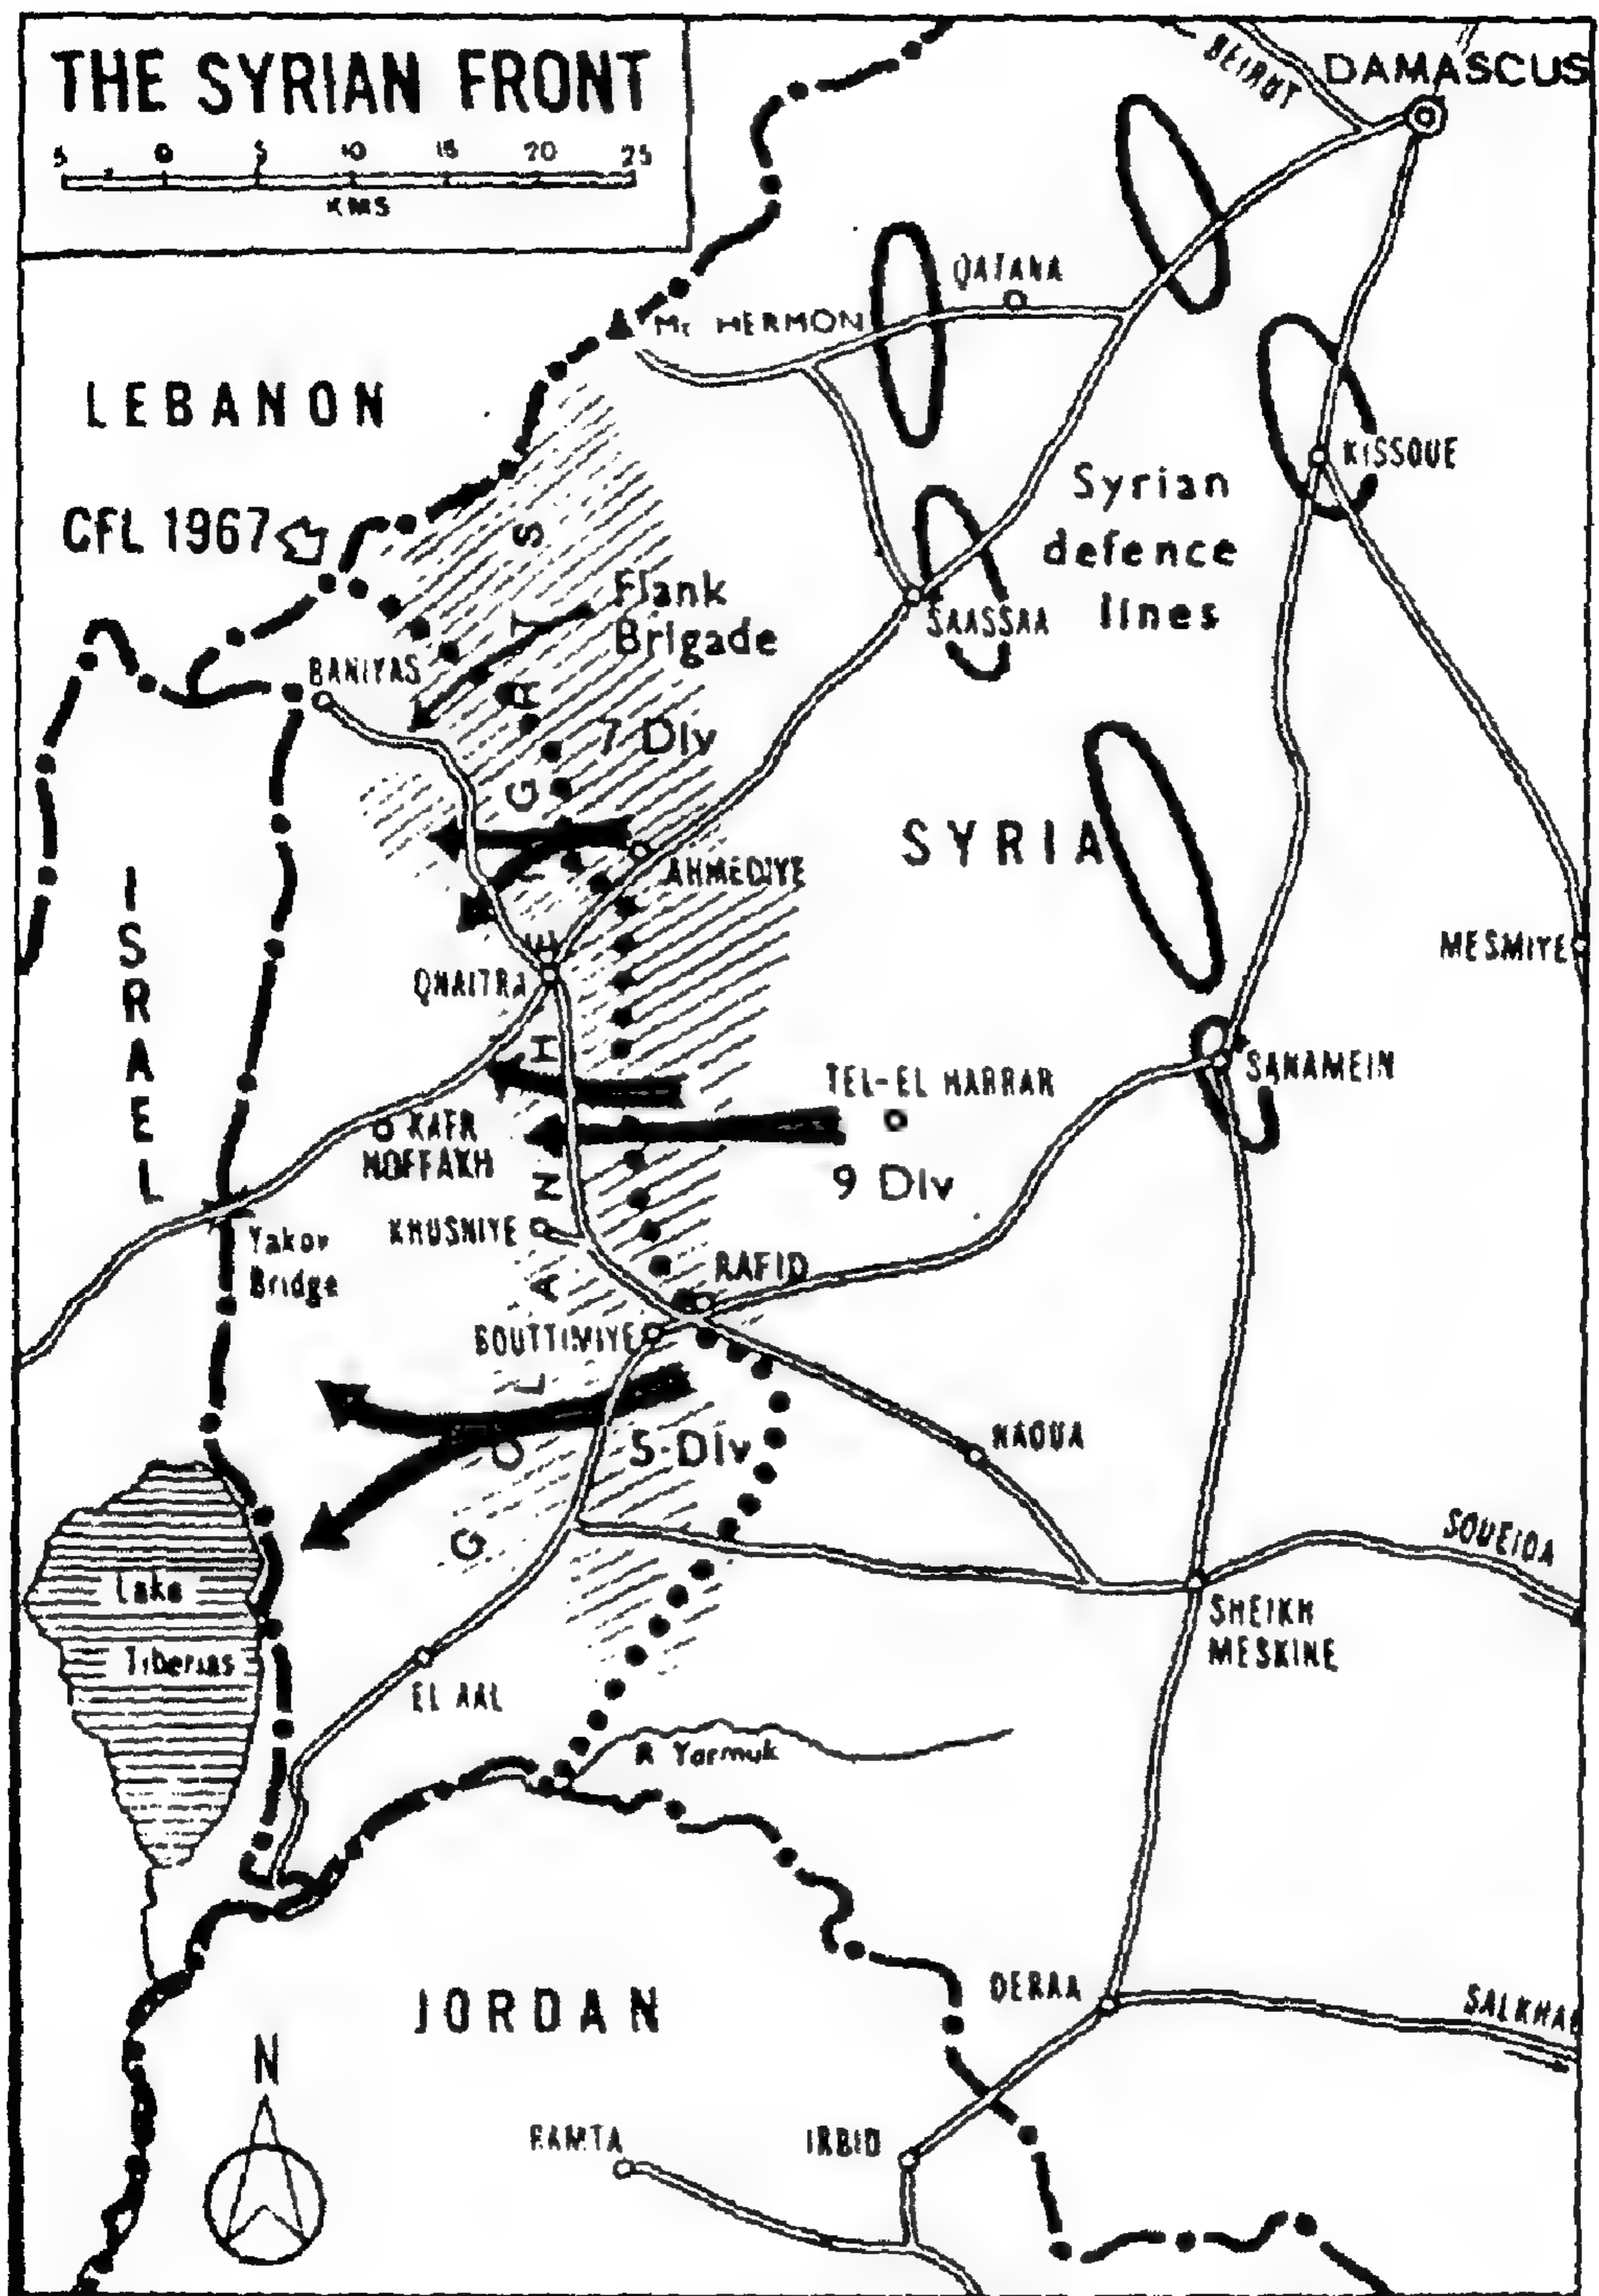 THE SYRIAN FRONT
5 0 5 10 15 20 25
KMS
BEIRUT
DAMASCUS
QATANA
Mt HERMON
LEBANON
KISSOUE
Syrian
defence
lines
CFL 1967
Flank
Brigade
SAASSAA
BANIYAS
7 Div
SYRIA
AHMEDIYE
ISRAEL
MESMIYE
QNAITRA
GOLAN HEIGHTS
TEL-EL HARRAR
SANAMEIN
KAFR
NOFFAKH
9 Div
KHUSNIYE
Yakov
Bridge
RAFID
BOUTTIMIYE
NAOUA
5 Div
SOUEIDA
Lake
Tiberias
SHEIKH
MESKINE
EL AAL
R Yarmuk
DERAA
JORDAN
SALKHAD
N
RAMTA
IRBID